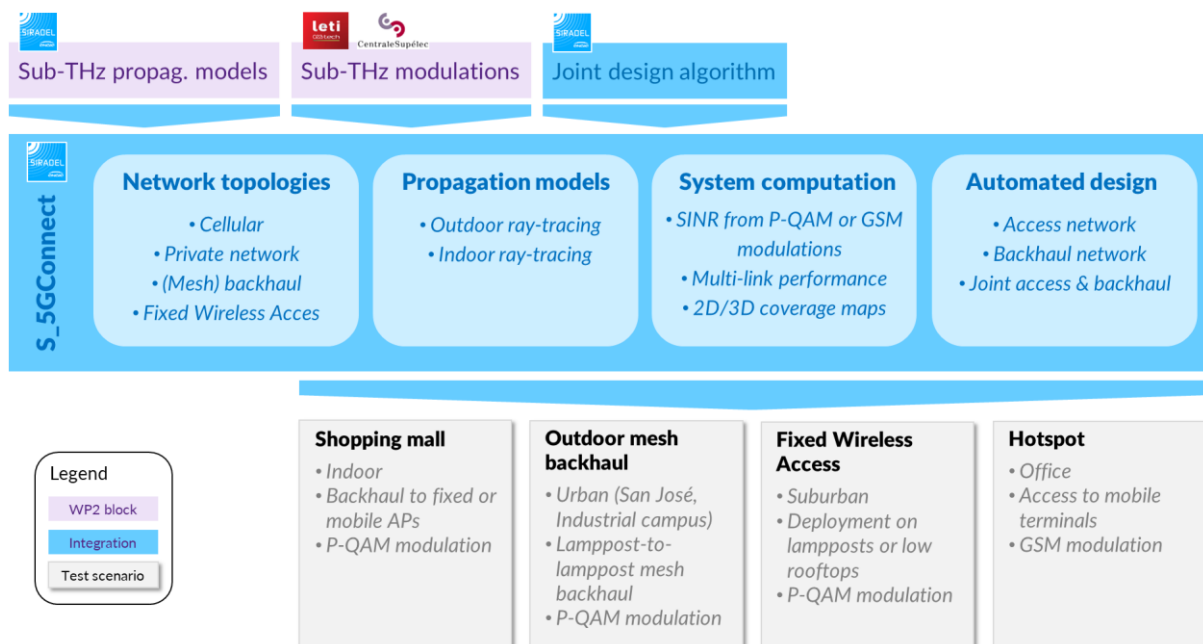 SIRADEL
leti
CentraleSupélec
SIRADEL
Sub-THz propag. models
Sub-THz modulations
Joint design algorithm
SIRADEL
S_5GConnect
Network topologies
• Cellular
• Private network
• (Mesh) backhaul
• Fixed Wireless Acces
Propagation models
• Outdoor ray-tracing
• Indoor ray-tracing
System computation
• SINR from P-QAM or GSM
modulations
• Multi-link performance
• 2D/3D coverage maps
Automated design
• Access network
• Backhaul network
• Joint access & backhaul
Shopping mall
• Indoor
• Backhaul to fixed or
mobile APs
• P-QAM modulation
Outdoor mesh
backhaul
• Urban (San José,
Industrial campus)
• Lamppost-to-
lamppost mesh
backhaul
• P-QAM modulation
Fixed Wireless
Access
• Suburban
• Deployment on
lampposts or low
rooftops
• P-QAM modulation
Hotspot
• Office
• Access to mobile
terminals
• GSM modulation
Legend
WP2 block
Integration
Test scenario